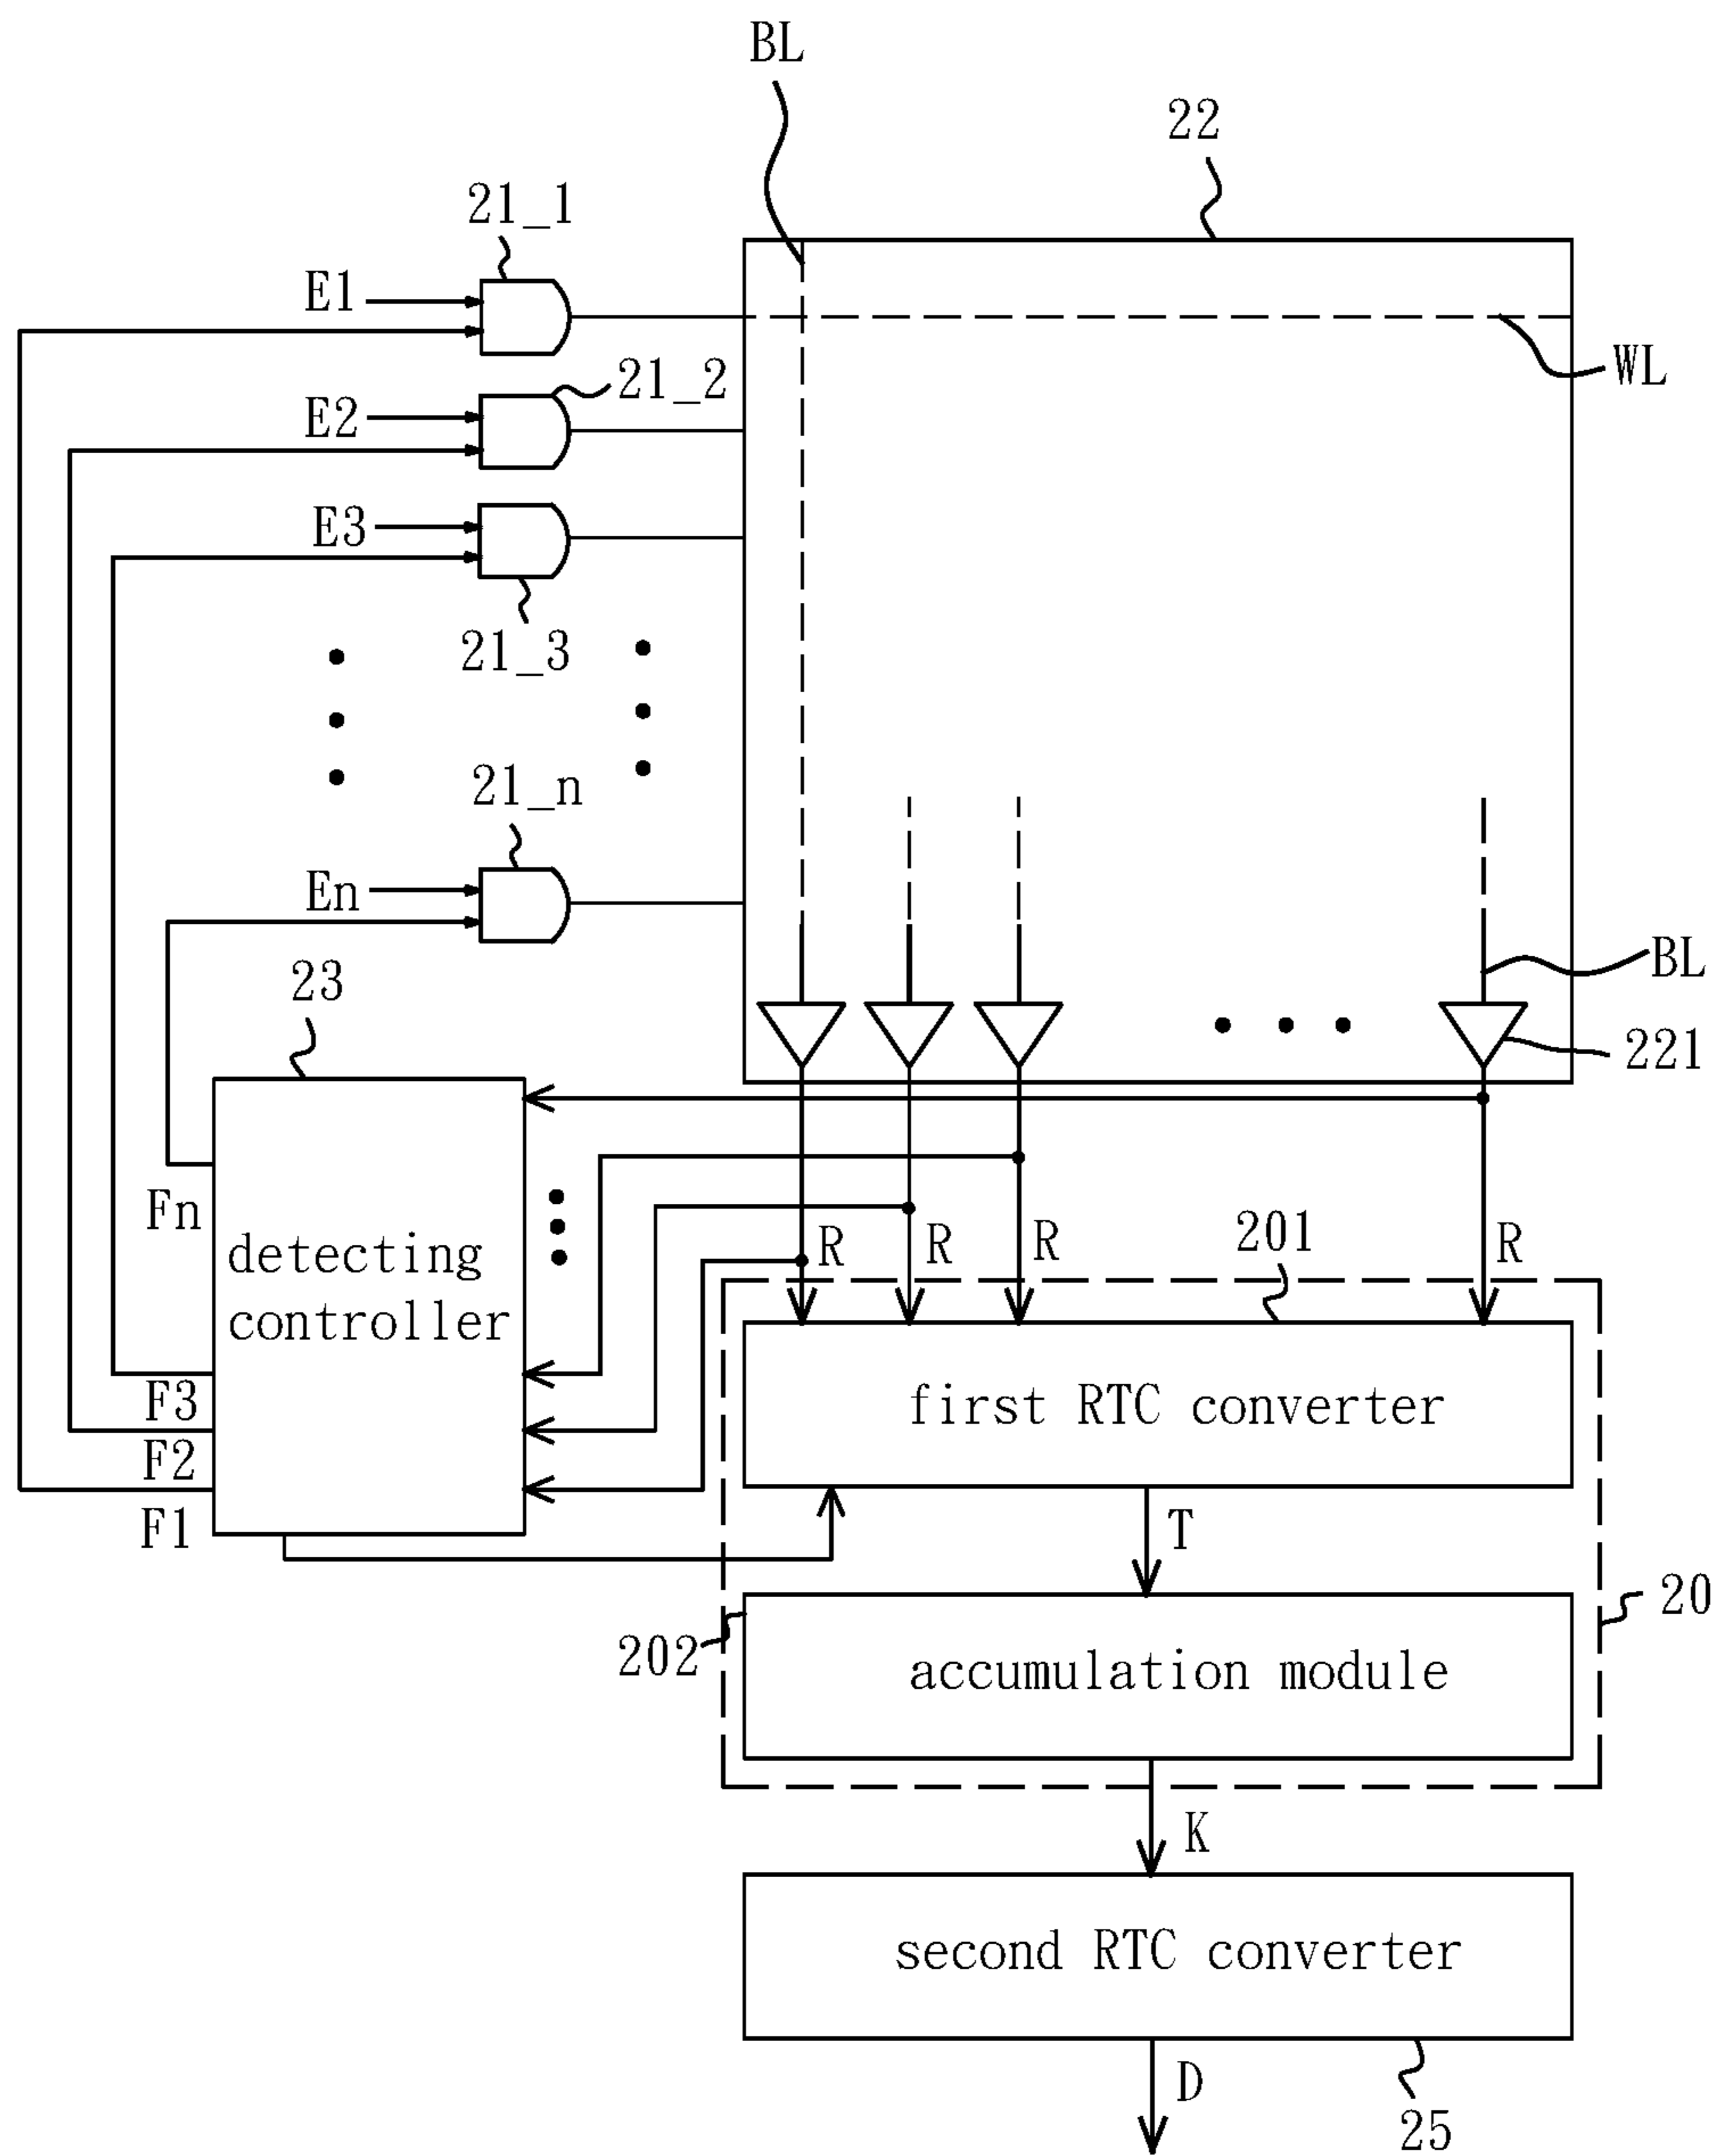 BL
22
21_1
E1
WL
21_2
E2
E3
21_3
21_n
En
BL
23
221
Fn
R
R
R
R
201
detecting
controller
first RTC converter
F3
F2
F1
T
20
202
accumulation module
K
second RTC converter
D
25